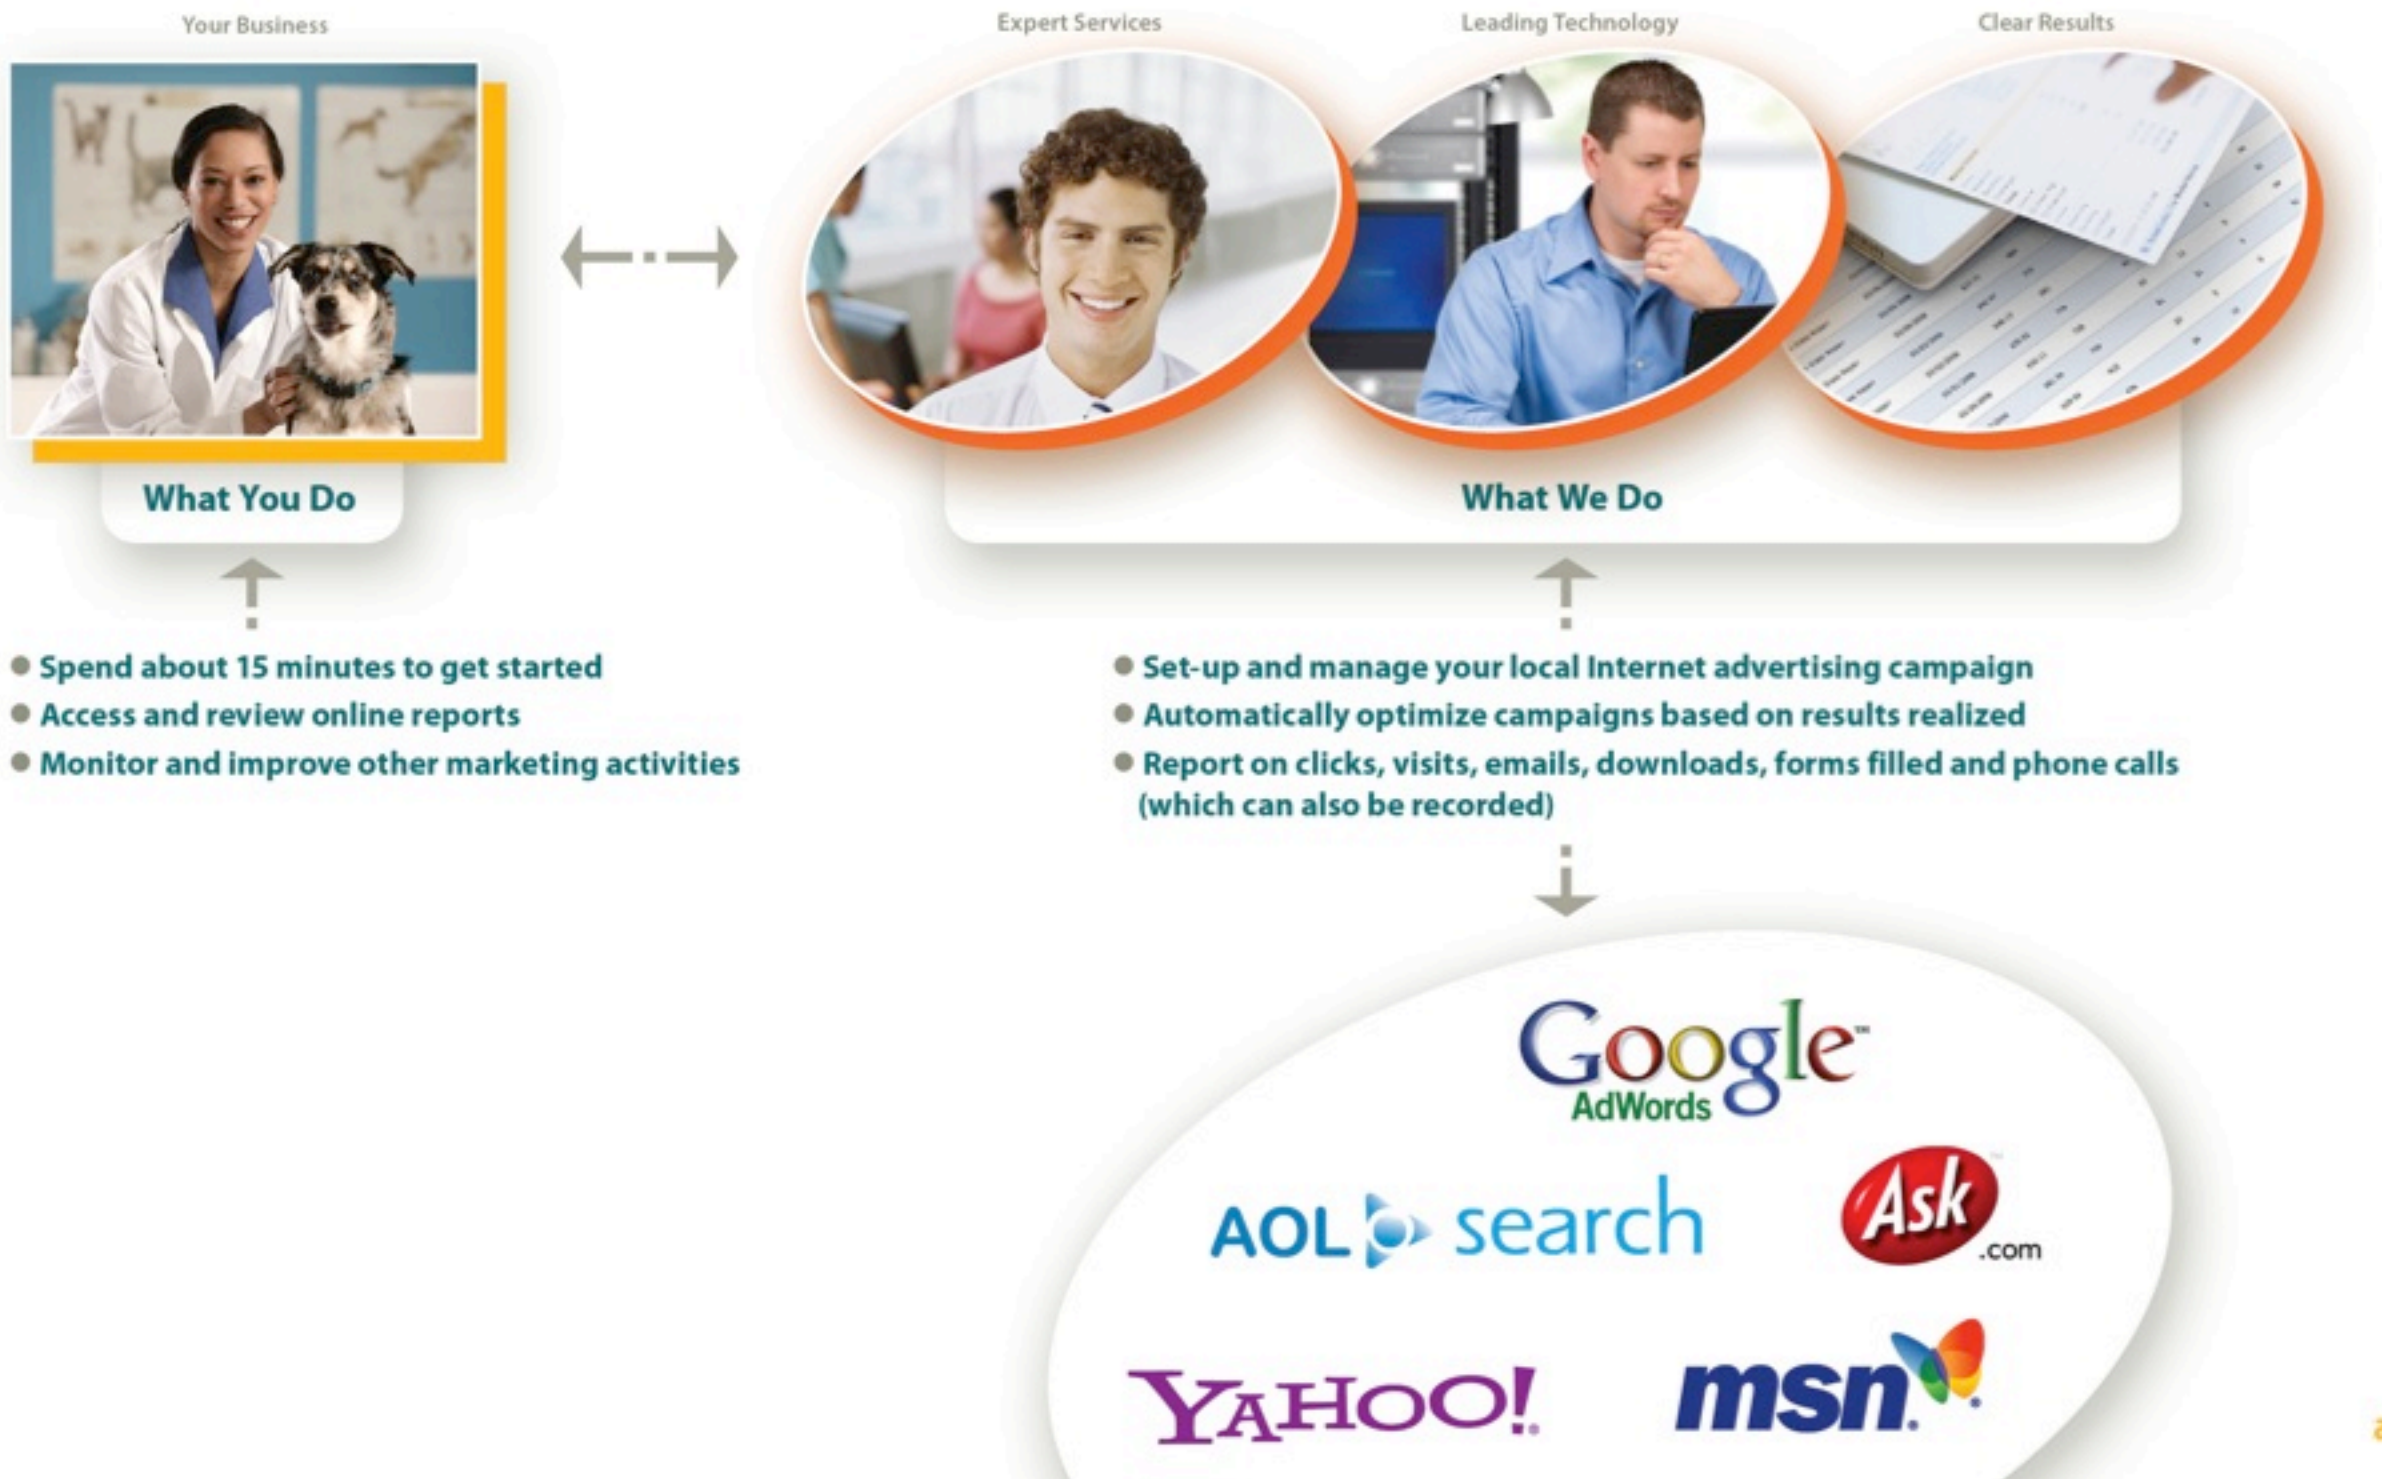 Your Business
Expert Services
Leading Technology
Clear Results
What You Do
What We Do
Spend about 15 minutes to get started
Access and review online reports
Monitor and improve other marketing activities
Set-up and manage your local Internet advertising campaign
Automatically optimize campaigns based on results realized
Report on clicks, visits, emails, downloads, forms filled and phone calls
(which can also be recorded)
Google™
AdWords
AOL search
Ask
.com
YAHOO!
msn